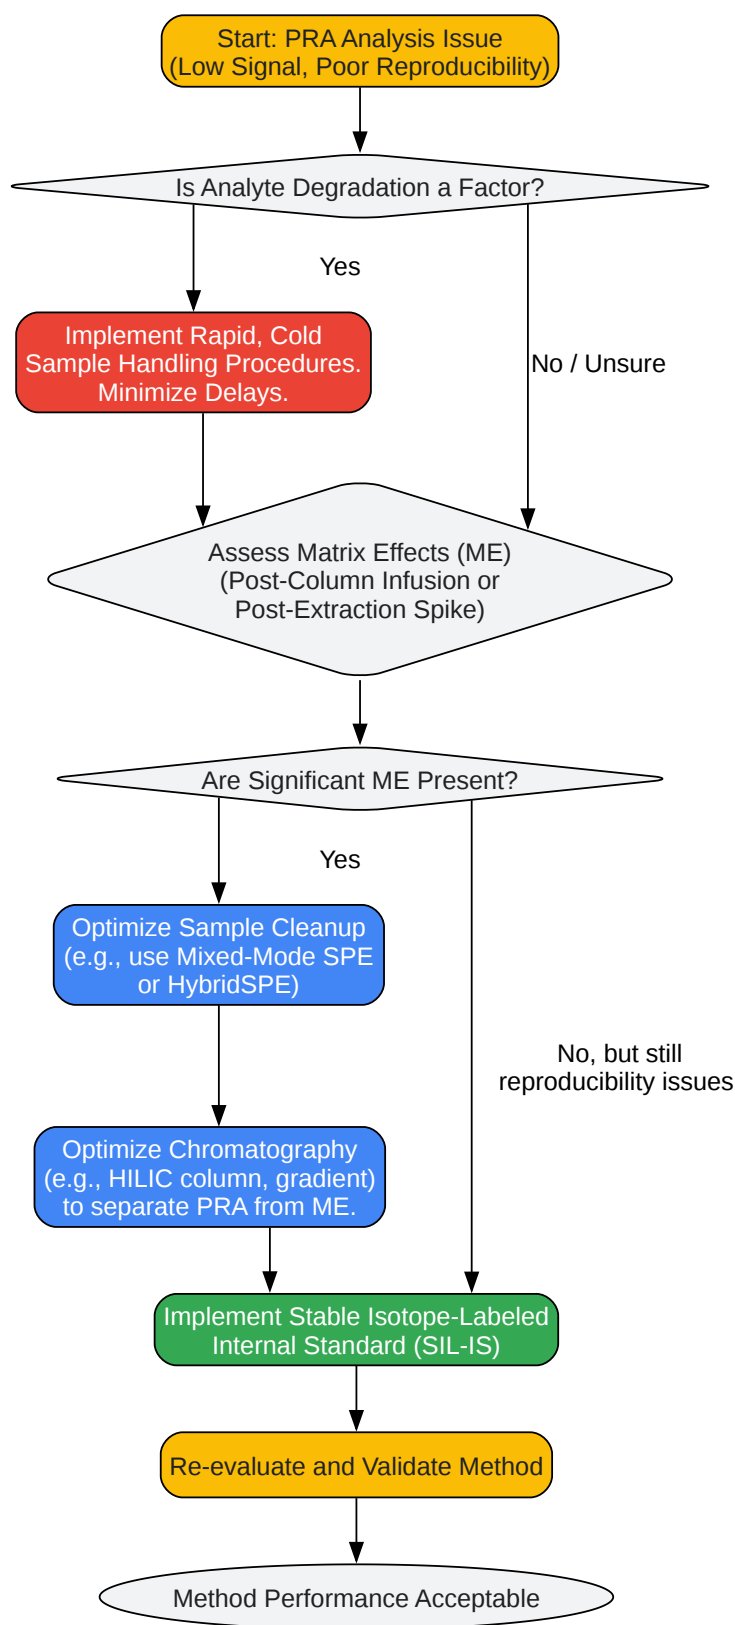 Start: PRA Analysis Issue
(Low Signal, Poor Reproducibility)
Is Analyte Degradation a Factor?
Yes
Implement Rapid, Cold
Sample Handling Procedures.
Minimize Delays.
No / Unsure
Assess Matrix Effects (ME)
(Post-Column Infusion or
Post-Extraction Spike)
Are Significant ME Present?
Yes
Optimize Sample Cleanup
(e.g., use Mixed-Mode SPE
or HybridSPE)
No, but still
reproducibility issues
Optimize Chromatography
(e.g., HILIC column, gradient)
to separate PRA from ME.
Implement Stable Isotope-Labeled
Internal Standard (SIL-IS)
Re-evaluate and Validate Method
Method Performance Acceptable